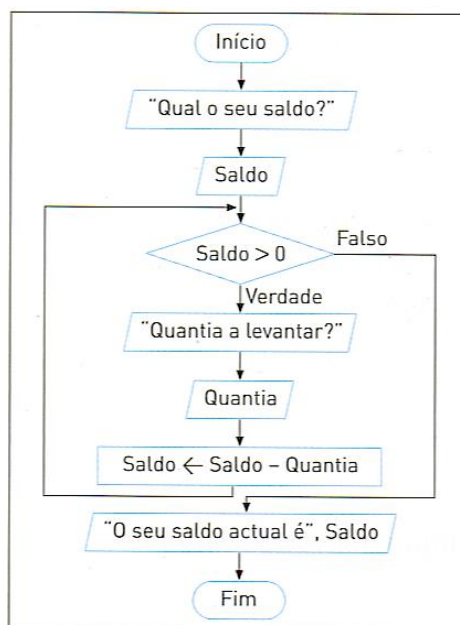 Início
"Qual o seu saldo?"
Saldo
Saldo > 0
Falso
Verdade
"Quantia a levantar?"
Quantia
Saldo ← Saldo – Quantia
"O seu saldo actual é", Saldo
Fim